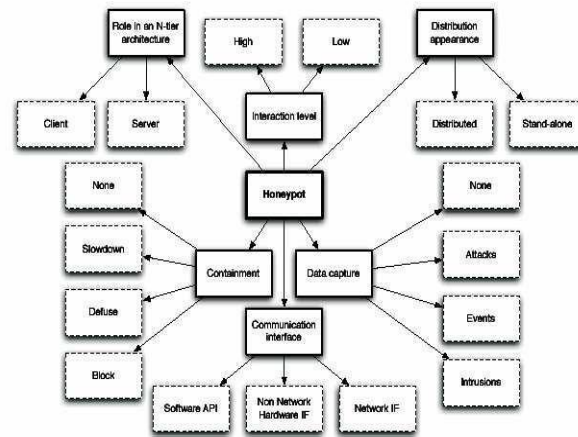 Role in an N-tier
architecture
High
Low
Distribution
appearance
Client
Server
Interaction level
Distributed
Stand-alone
None
Honeypot
None
Slowdown
Containment
Data capture
Attacks
Defuse
Communication
interface
Events
Block
Software API
Non Network
Hardware IF
Network IF
Intrusions